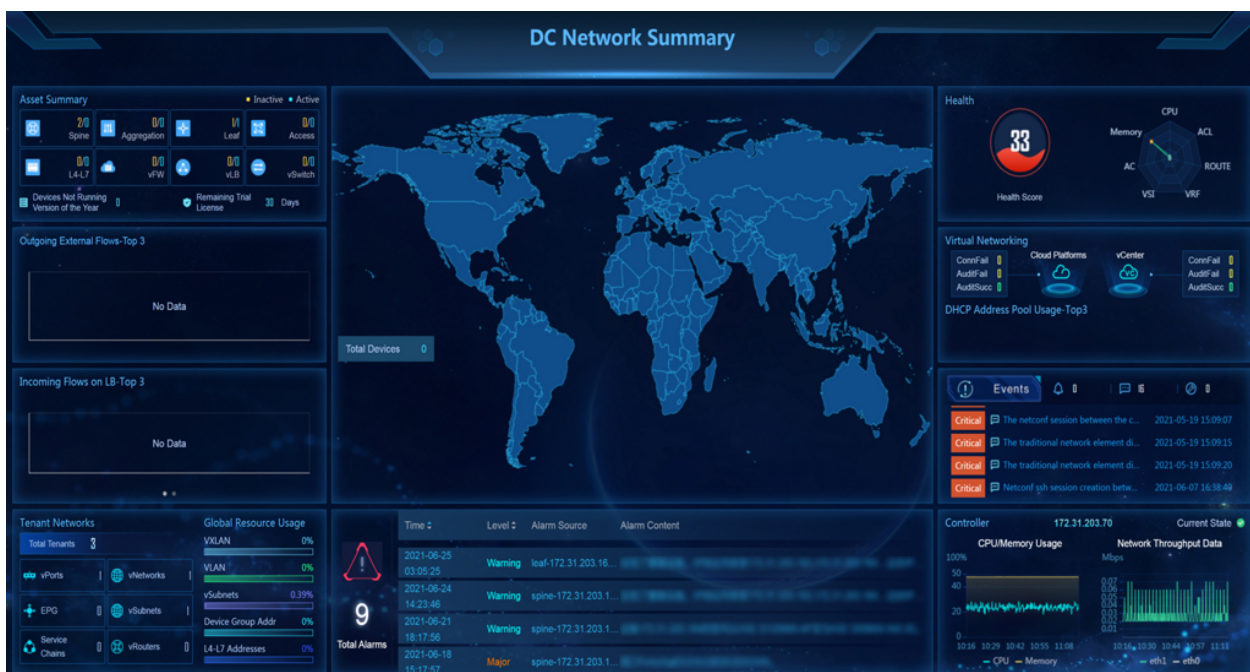 DC Network Summary
Asset Summary
Inactive
Active
2/0
Spine
0/0
Aggregation
1/1
Leaf
0/0
Access
0/0
L4-L7
0/0
vFW
0/0
vLB
0/0
vSwitch
Devices Not Running
Version of the Year
0
Remaining Trial
License
30 Days
Outgoing External Flows-Top 3
No Data
Incoming Flows on LB-Top 3
No Data
Tenant Networks
Total Tenants 3
vPorts 1
vNetworks 1
EPG 0
vSubnets 1
Service
Chains
0
vRouters 0
Global Resource Usage
VXLAN 0%
VLAN 0%
vSubnets 0.39%
Device Group Addr 0%
L4-L7 Addresses 0%
Total Devices 0
9
Total Alarms
Time Level Alarm Source Alarm Content
2021-06-25
03:05:25
Warning leaf-172.31.203.16...
2021-06-24
14:23:46
Warning spine-172.31.203.1...
2021-06-21
18:17:56
Warning spine-172.31.203.1...
2021-06-18
15:17:57
Major spine-172.31.203.1...
Health
33
Health Score
CPU
Memory
ACL
AC
ROUTE
VSI
VRF
Virtual Networking
ConnFail 0
AuditFail 0
AuditSucc 0
Cloud Platforms
vCenter
VC
ConnFail 0
AuditFail 0
AuditSucc 0
DHCP Address Pool Usage-Top3
Events 0 16 0
Critical The netconf session between the c... 2021-05-19 15:09:07
Critical The traditional network element di... 2021-05-19 15:09:15
Critical The traditional network element di... 2021-05-19 15:09:20
Critical Netconf ssh session creation betw... 2021-06-07 16:38:49
Controller 172.31.203.70 Current State
CPU/Memory Usage
100%
50
40
20
0
10:16 10:29 10:42 10:55 11:08
CPU Memory
Network Throughput Data
Mbps
0.07
0.06
0.05
0.04
0.03
0.02
0.01
10:16 10:30 10:44 10:57 11:11
eth1 eth0